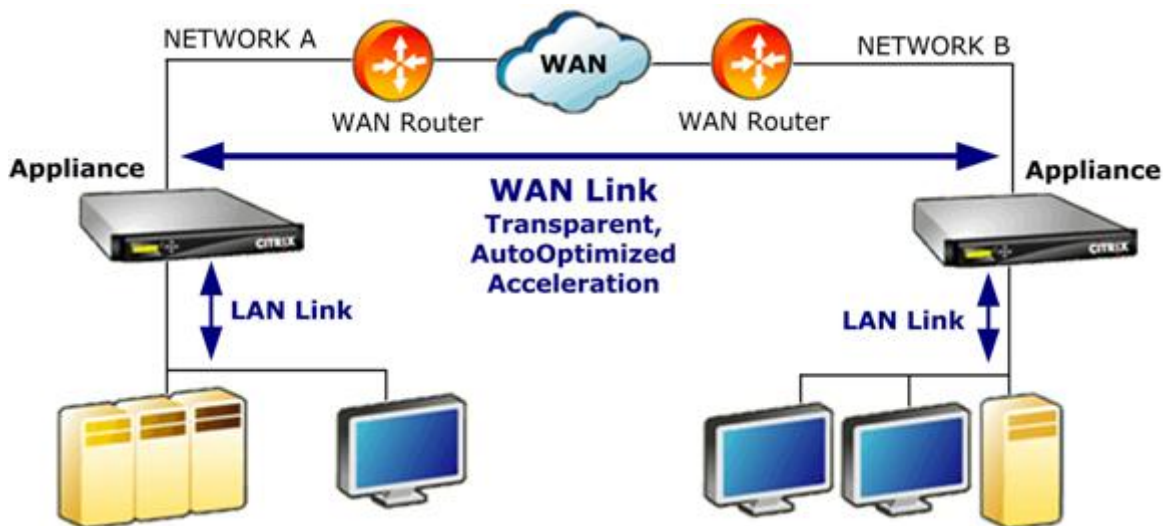 NETWORK A
WAN
NETWORK B
WAN Router
WAN Router
Appliance
Appliance
WAN Link
Transparent,
AutoOptimized
Acceleration
CITRIX
CITRIX
LAN Link
LAN Link